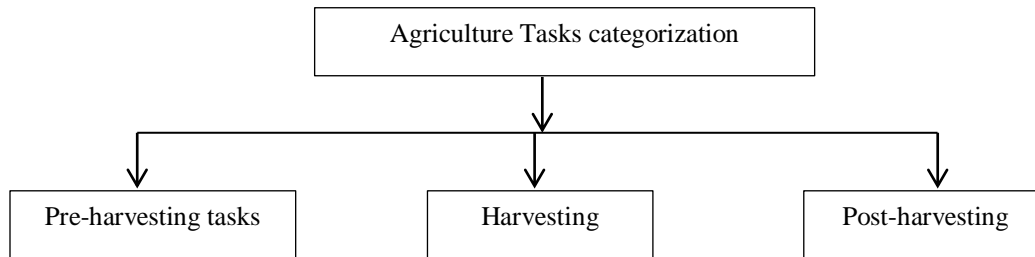 Agriculture Tasks categorization
Pre-harvesting tasks
Harvesting
Post-harvesting